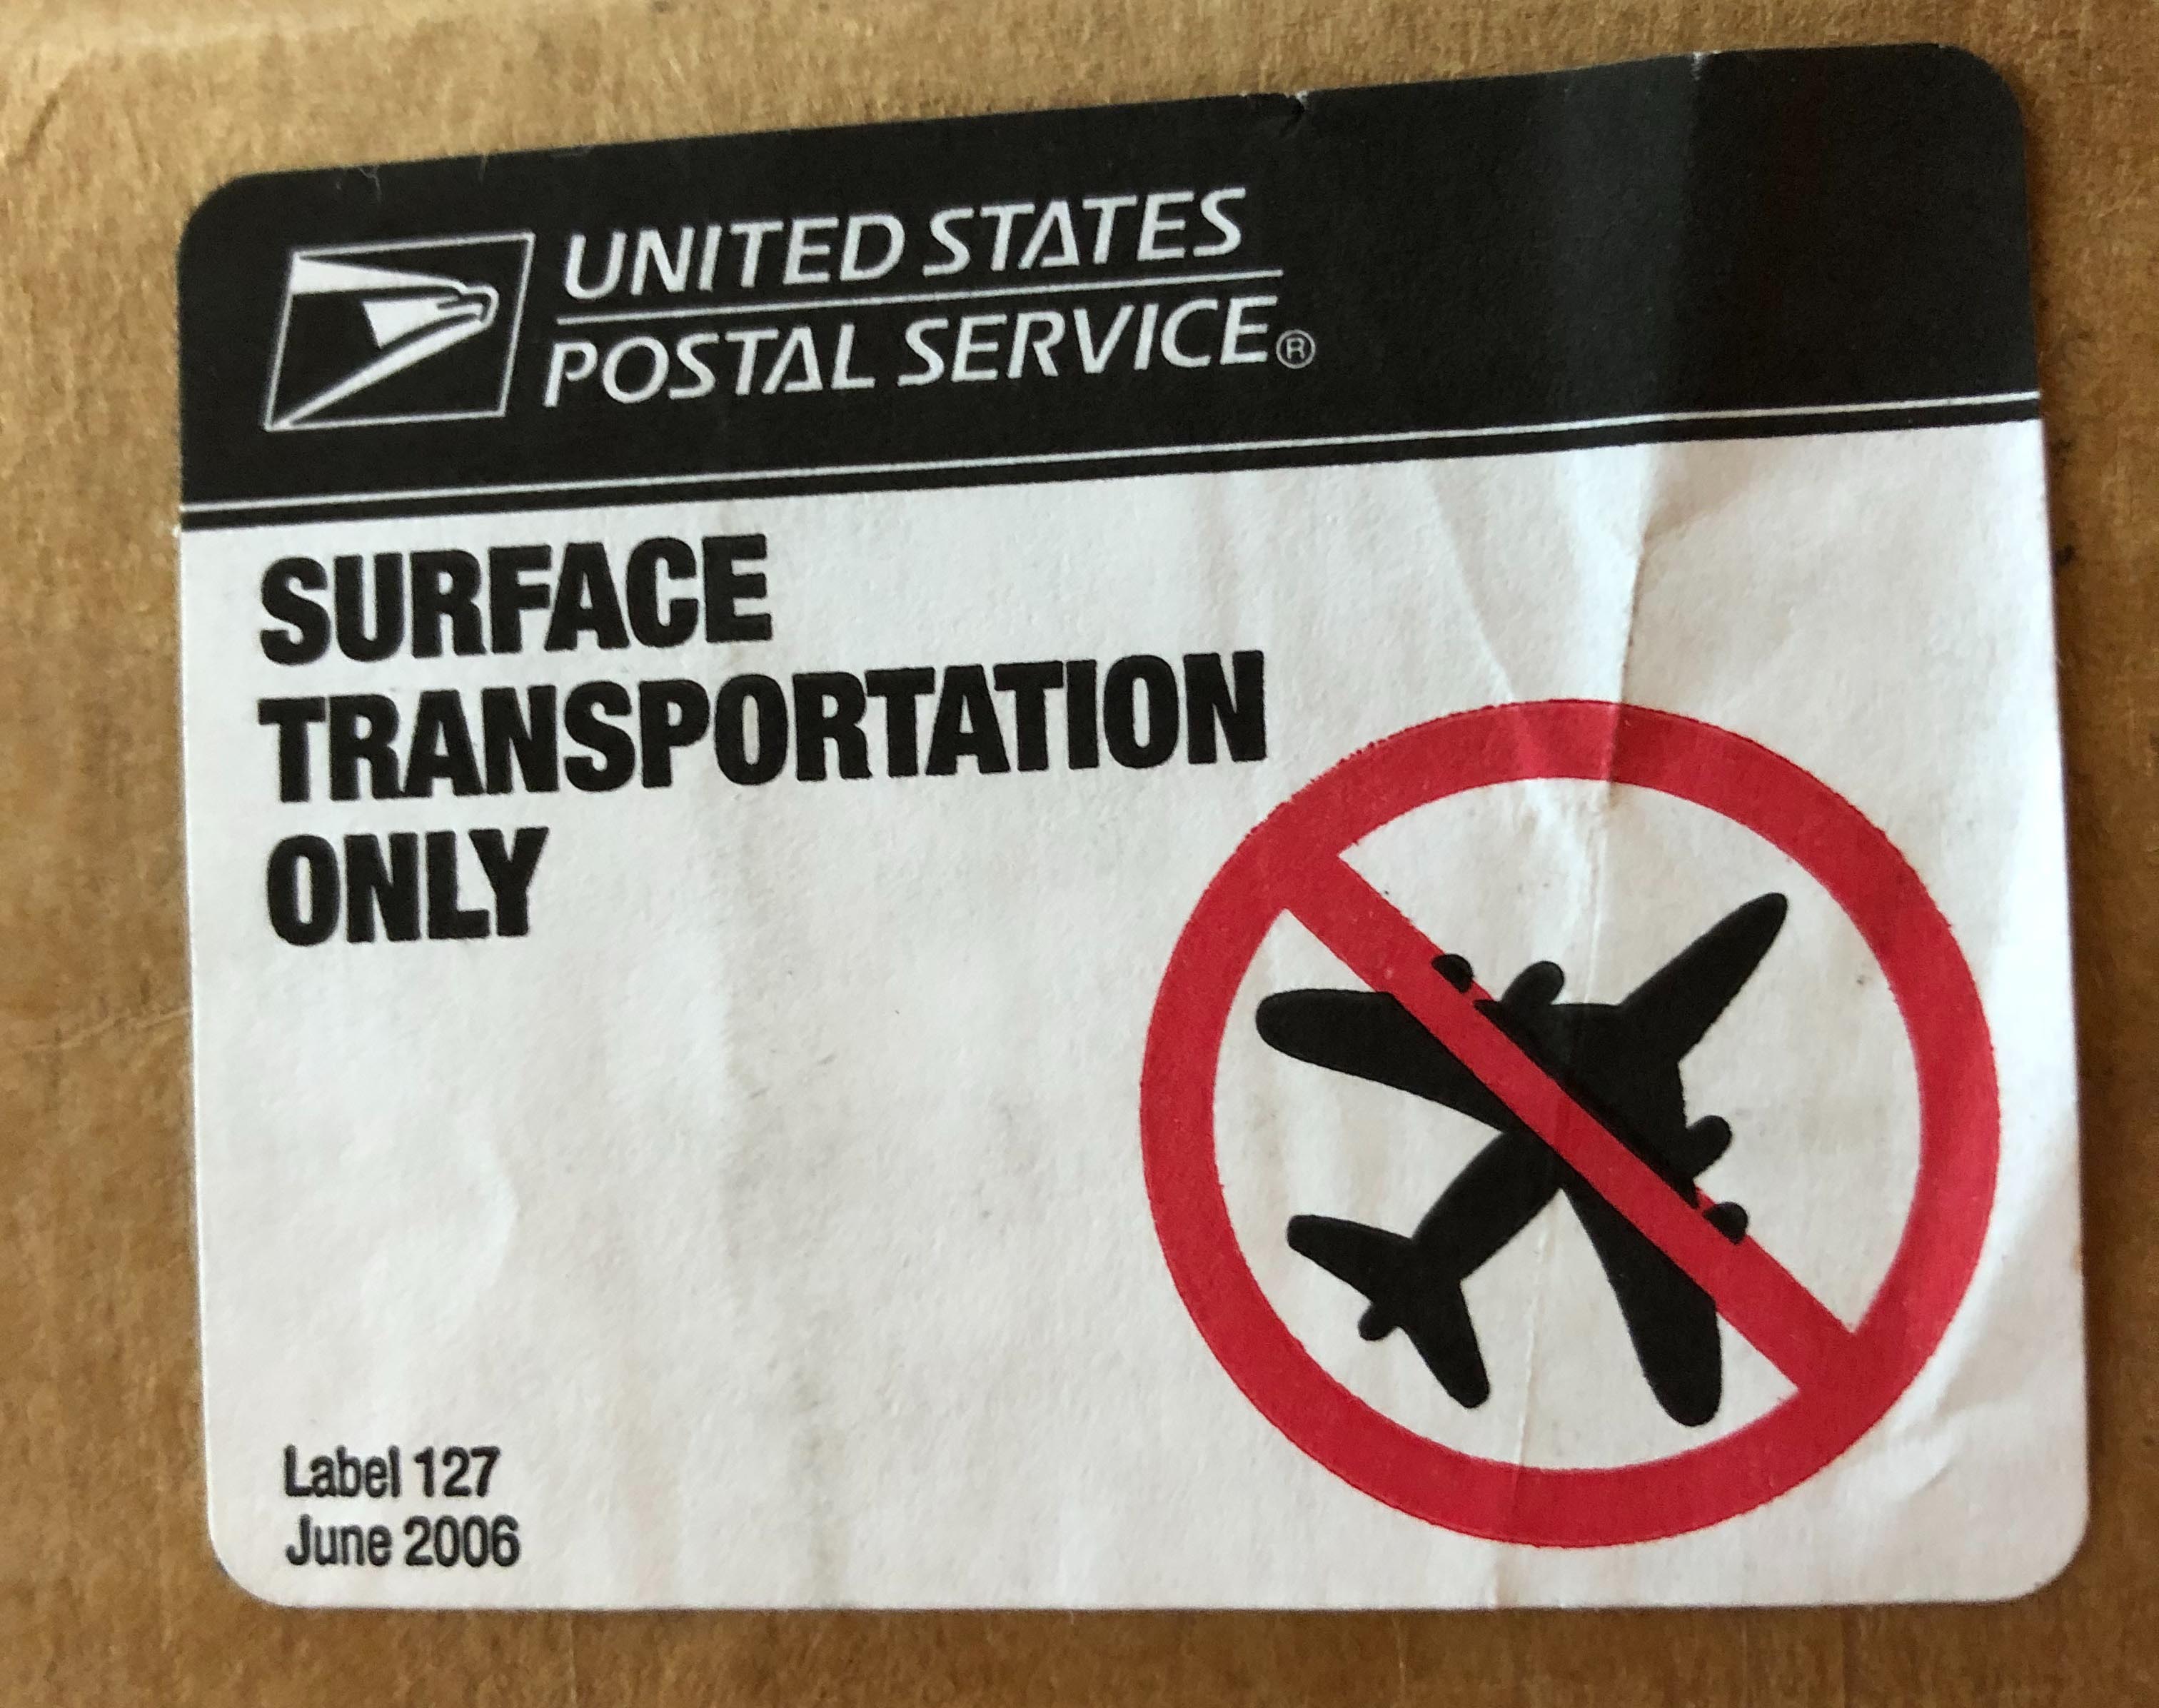 UNITED STATES
POSTAL SERVICE®
SURFACE
TRANSPORTATION
ONLY
Label 127
June 2006